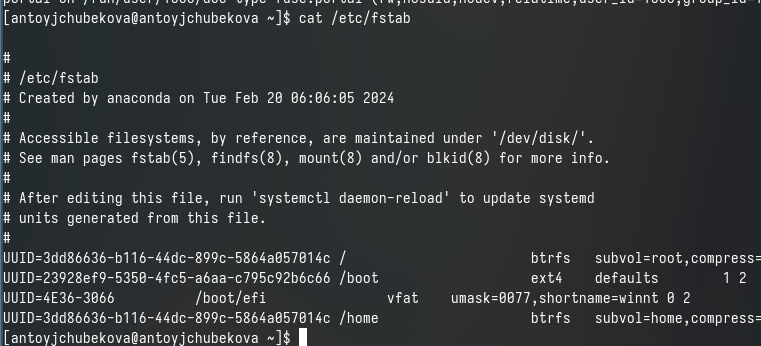 [antoyjchubekova@antoyjchubekova ~]$ cat /etc/fstab
#
# /etc/fstab
# Created by anaconda on Tue Feb 20 06:06:05 2024
#
# Accessible filesystems, by reference, are maintained under '/dev/disk/'.
# See man pages fstab(5), findfs(8), mount(8) and/or blkid(8) for more info.
#
# After editing this file, run 'systemctl daemon-reload' to update systemd
# units generated from this file.
#
UUID=3dd86636-b116-44dc-899c-5864a057014c / btrfs subvol=root,compress=
UUID=23928ef9-5350-4fc5-a6aa-c795c92b6c66 /boot ext4 defaults 1 2
UUID=4E36-3066 /boot/efi vfat umask=0077,shortname=winnt 0 2
UUID=3dd86636-b116-44dc-899c-5864a057014c /home btrfs subvol=home,compress=
[antoyjchubekova@antoyjchubekova ~]$